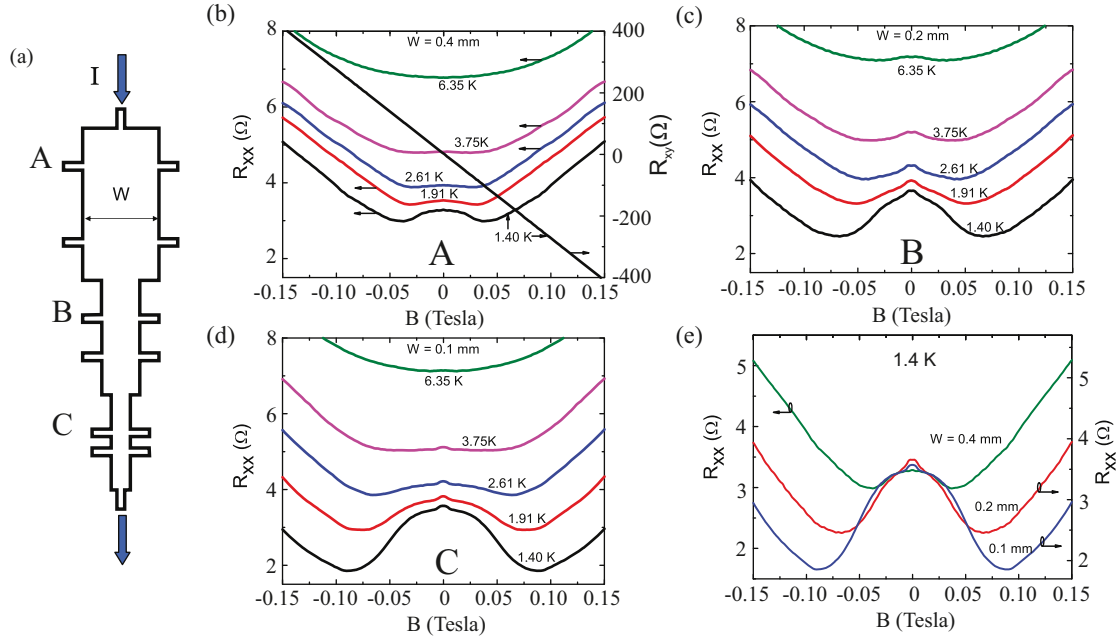 (a)
I
A
W
B
C
(b)
W = 0.4 mm
6.35 K
3.75K
2.61 K
1.91 K
1.40 K
A
8
6
4
2
400
200
0
-200
-400
-0.15
-0.10
-0.05
0
0.05
0.10
0.15
Rxx (Ω)
Rxy(Ω)
B (Tesla)
(c)
W = 0.2 mm
6.35 K
3.75K
2.61 K
1.91 K
1.40 K
B
8
6
4
2
-0.15
-0.10
-0.05
0
0.05
0.10
0.15
Rxx (Ω)
B (Tesla)
(d)
W = 0.1 mm
6.35 K
3.75K
2.61 K
1.91 K
1.40 K
C
8
6
4
2
-0.15
-0.10
-0.05
0
0.05
0.10
0.15
Rxx (Ω)
B (Tesla)
(e)
1.4 K
W = 0.4 mm
0.2 mm
0.1 mm
5
4
3
2
5
4
3
2
-0.15
-0.10
-0.05
0
0.05
0.10
0.15
Rxx (Ω)
Rxx (Ω)
B (Tesla)